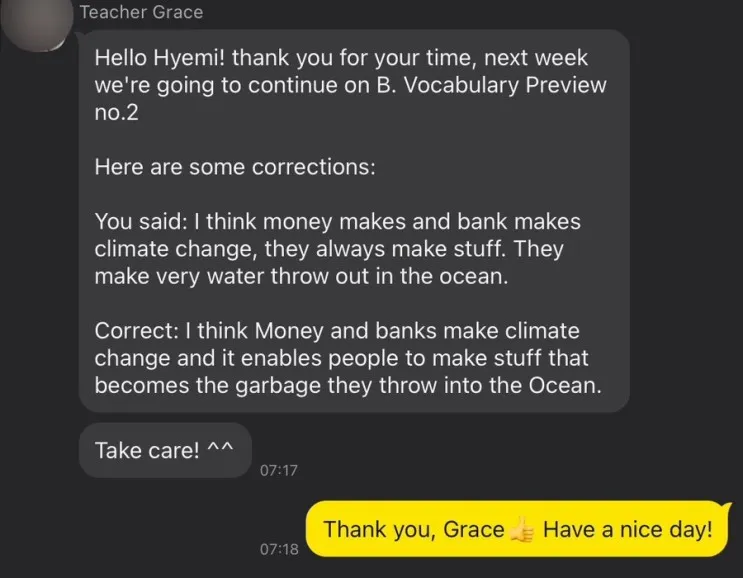 Teacher Grace
Hello Hyemi! thank you for your time, next week
we're going to continue on B. Vocabulary Preview
no.2
Here are some corrections:
You said: I think money makes and bank makes
climate change, they always make stuff. They
make very water throw out in the ocean.
Correct: I think Money and banks make climate
change and it enables people to make stuff that
becomes the garbage they throw into the Ocean.
Take care! ^^
07:17
Thank you, Grace👍 Have a nice day!
07:18